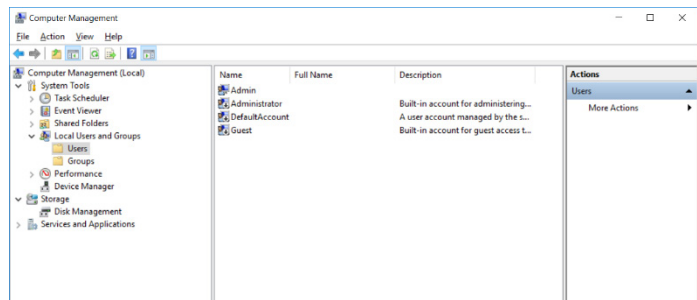 Computer Management
File Action View Help
Computer Management (Local)
System Tools
Task Scheduler
Event Viewer
Shared Folders
Local Users and Groups
Users
Groups
Performance
Device Manager
Storage
Disk Management
Services and Applications
Name Full Name Description
Admin
Administrator Built-in account for administering...
DefaultAccount A user account managed by the s...
Guest Built-in account for guest access t...
Actions
Users
More Actions